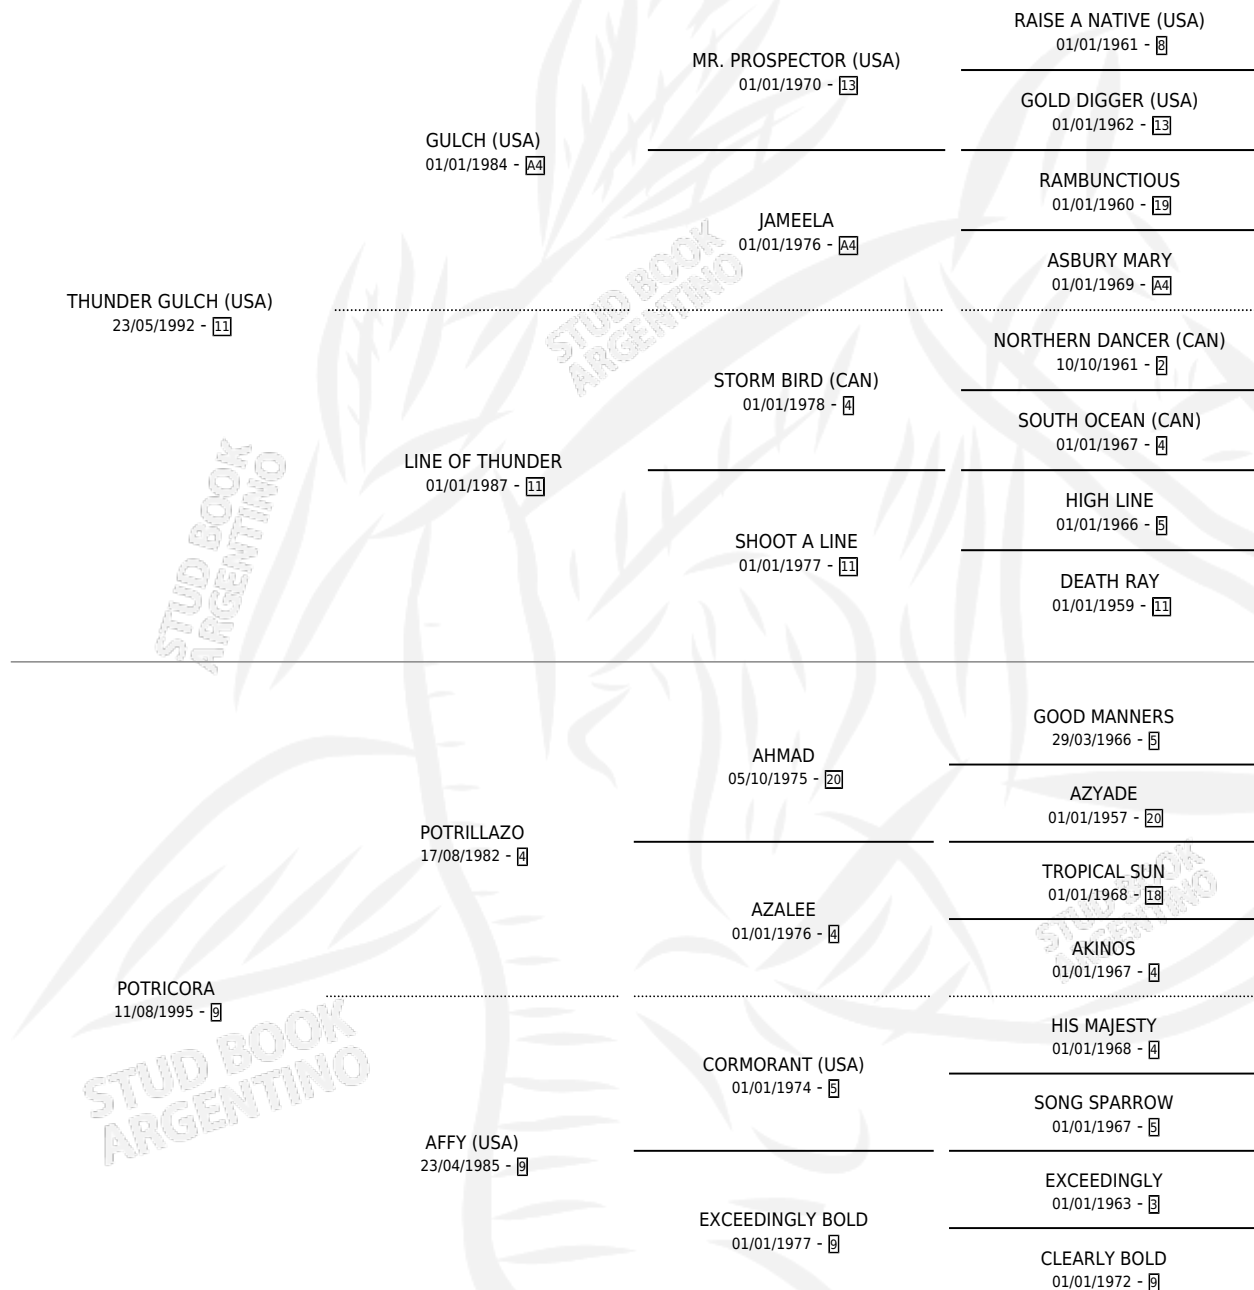 RAISE A NATIVE (USA)
01/01/1961 - 8
MR. PROSPECTOR (USA)
01/01/1970 - 13
GOLD DIGGER (USA)
01/01/1962 - 13
GULCH (USA)
01/01/1984 - A4
RAMBUNCTIOUS
01/01/1960 - 19
JAMEELA
01/01/1976 - A4
ASBURY MARY
01/01/1969 - A4
THUNDER GULCH (USA)
23/05/1992 - 11
NORTHERN DANCER (CAN)
10/10/1961 - 2
STORM BIRD (CAN)
01/01/1978 - 4
SOUTH OCEAN (CAN)
01/01/1967 - 4
LINE OF THUNDER
01/01/1987 - 11
HIGH LINE
01/01/1966 - 5
SHOOT A LINE
01/01/1977 - 11
DEATH RAY
01/01/1959 - 11
GOOD MANNERS
29/03/1966 - 5
AHMAD
05/10/1975 - 20
AZYADE
01/01/1957 - 20
POTRILLAZO
17/08/1982 - 4
TROPICAL SUN
01/01/1968 - 18
AZALEE
01/01/1976 - 4
AKINOS
01/01/1967 - 4
POTRICORA
11/08/1995 - 9
HIS MAJESTY
01/01/1968 - 4
CORMORANT (USA)
01/01/1974 - 5
SONG SPARROW
01/01/1967 - 5
AFFY (USA)
23/04/1985 - 9
EXCEEDINGLY
01/01/1963 - 3
EXCEEDINGLY BOLD
01/01/1977 - 9
CLEARLY BOLD
01/01/1972 - 9
STUD BOOK
ARGENTINO
STUD BOOK
ARGENTINO
STUD BOOK
ARGENTINO
STUD BOOK
ARGENTINO